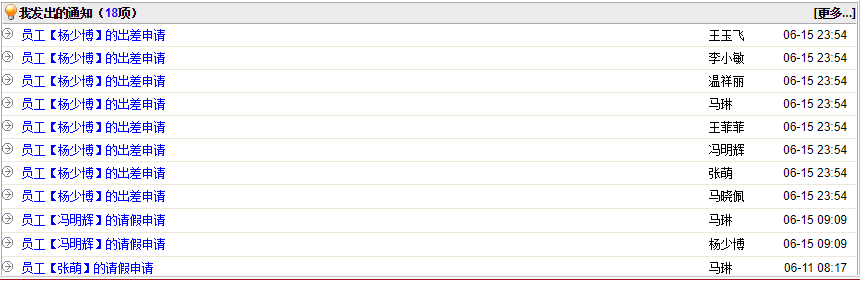 我发出的通知（18项） [更多...]
员工【杨少博】的出差申请 王玉飞 06-15 23:54
员工【杨少博】的出差申请 李小敏 06-15 23:54
员工【杨少博】的出差申请 温祥丽 06-15 23:54
员工【杨少博】的出差申请 马琳 06-15 23:54
员工【杨少博】的出差申请 王菲菲 06-15 23:54
员工【杨少博】的出差申请 冯明辉 06-15 23:54
员工【杨少博】的出差申请 张萌 06-15 23:54
员工【杨少博】的出差申请 马晓佩 06-15 23:54
员工【冯明辉】的请假申请 马琳 06-15 09:09
员工【冯明辉】的请假申请 杨少博 06-15 09:09
员工【张萌】的请假申请 马琳 06-11 08:17